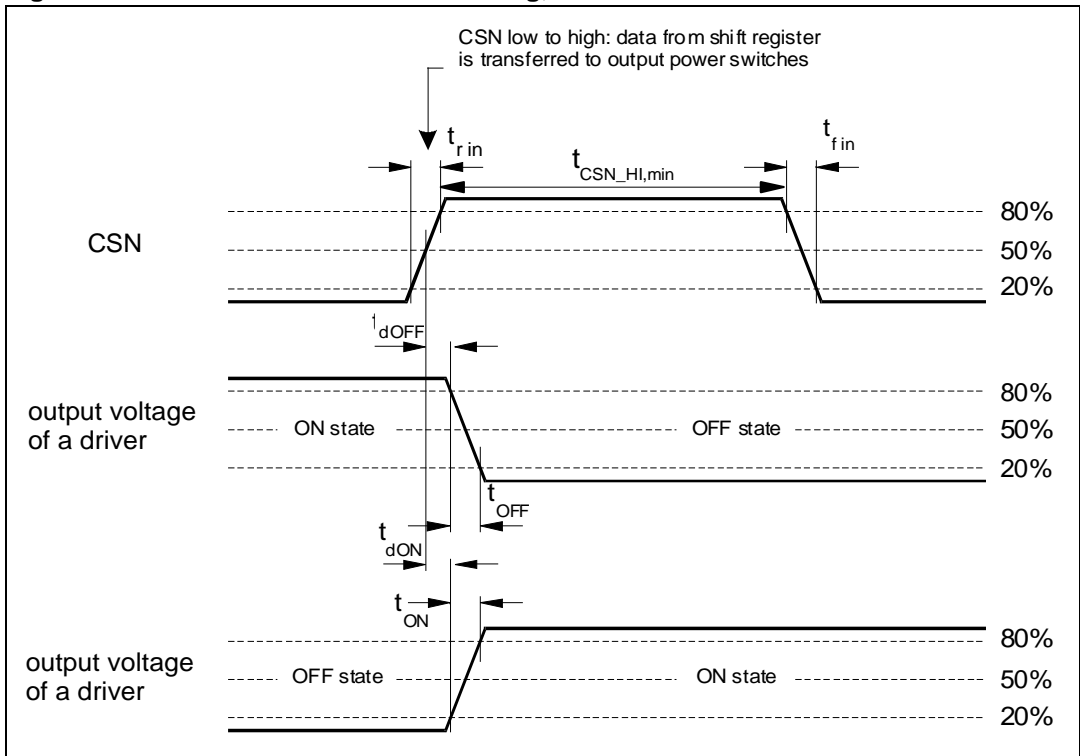 CSN low to high: data from shift register
is transferred to output power switches
t r in
t CSN_HI,min
t f in
CSN
80%
50%
20%
t dOFF
output voltage
of a driver
ON state
OFF state
80%
50%
20%
t OFF
t dON
t ON
output voltage
of a driver
OFF state
ON state
80%
50%
20%